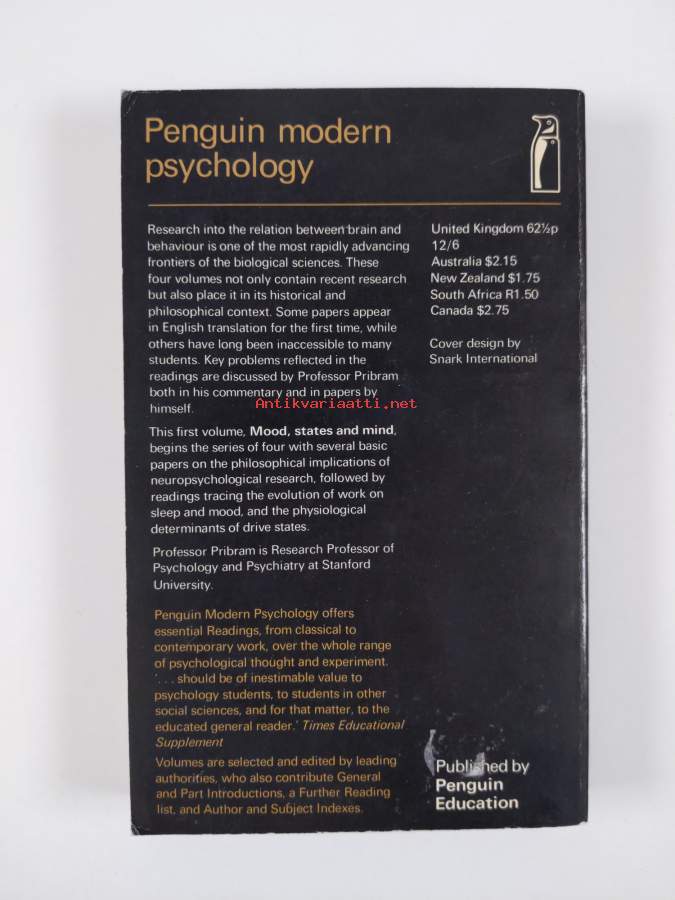 Penguin modern
psychology
Research into the relation between brain and
behaviour is one of the most rapidly advancing
frontiers of the biological sciences. These
four volumes not only contain recent research
but also place it in its historical and
philosophical context. Some papers appear
in English translation for the first time, while
others have long been inaccessible to many
students. Key problems reflected in the
readings are discussed by Professor Pribram
both in his commentary and in papers by
himself.
This first volume, Mood, states and mind,
begins the series of four with several basic
papers on the philosophical implications of
neuropsychological research, followed by
readings tracing the evolution of work on
sleep and mood, and the physiological
determinants of drive states.
Professor Pribram is Research Professor of
Psychology and Psychiatry at Stanford
University.
Penguin Modern Psychology offers
essential Readings, from classical to
contemporary work, over the whole range
of psychological thought and experiment.
'. . . should be of inestimable value to
psychology students, to students in other
social sciences, and for that matter, to the
educated general reader.' Times Educational
Supplement
Volumes are selected and edited by leading
authorities, who also contribute General
and Part Introductions, a Further Reading
list, and Author and Subject Indexes.
United Kingdom 62½p
12/6
Australia $2.15
New Zealand $1.75
South Africa R1.50
Canada $2.75
Cover design by
Snark International
Published by
Penguin
Education
Antikvariaatti.net